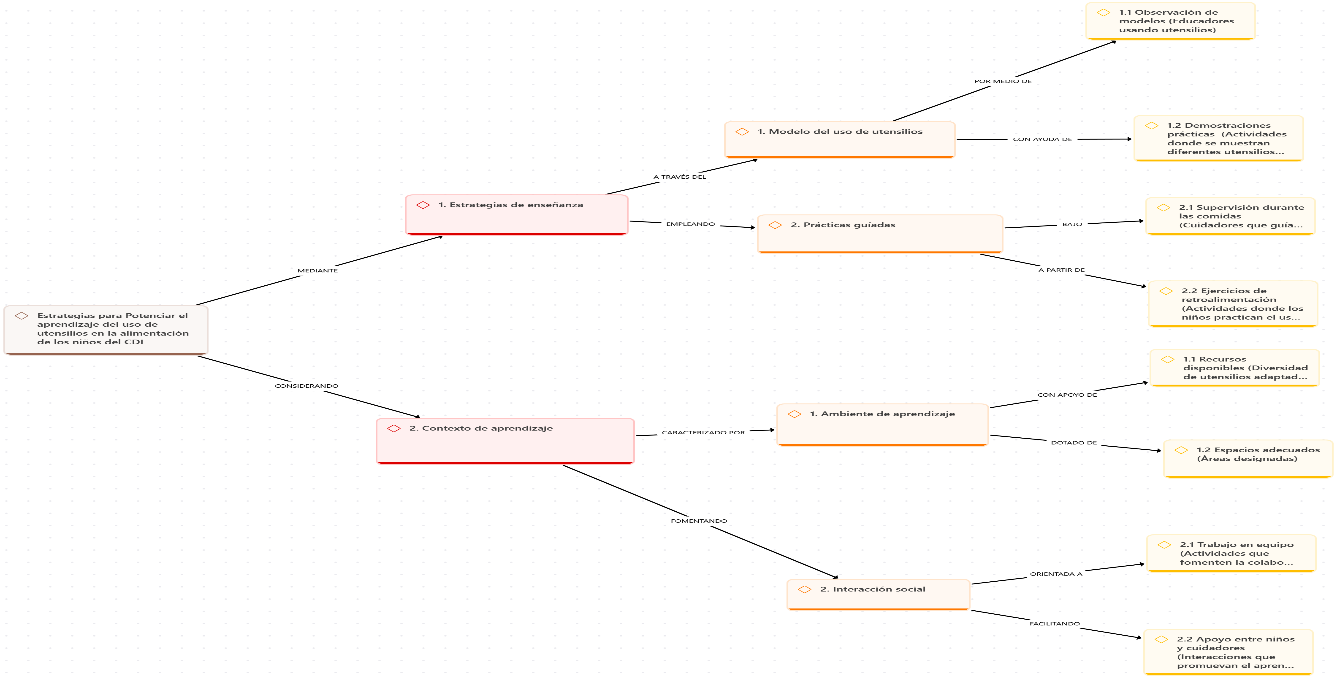 1.1 Observación de
modelos (Educadores
usando utensilios)
POR MEDIO DE
1. Modelo del uso de utensilios
CON AYUDA DE
1.2 Demostraciones
prácticas (Actividades
donde se muestran
diferentes utensilios...
A TRAVÉS DEL
1. Estrategias de enseñanza
EMPLEANDO
2. Prácticas guíadas
BAJO
2.1 Supervisión durante
las comidas
(Cuidadores que guía...
A PARTIR DE
2.2 Ejercicios de
retroalimentación
(Actividades donde los
niños practican el us...
MEDIANTE
Estrategias para Potenciar el
aprendizaje del uso de
utensilios en la alimentación
de los ninos del CDI
CONSIDERANDO
2. Contexto de aprendizaje
CARACTERIZADO POR
1. Ambiente de aprendizaje
CON APOYO DE
1.1 Recursos
disponibles (Diversidad
de utensilios adaptad...
DOTADO DE
1.2 Espacios adecuados
(Áreas designadas)
FOMENTANDO
2. Interacción social
ORIENTADA A
2.1 Trabajo en equipo
(Actividades que
fomenten la colabo...
FACILITANDO
2.2 Apoyo entre niños
y cuidadores
(Interacciones que
promuevan el apren...